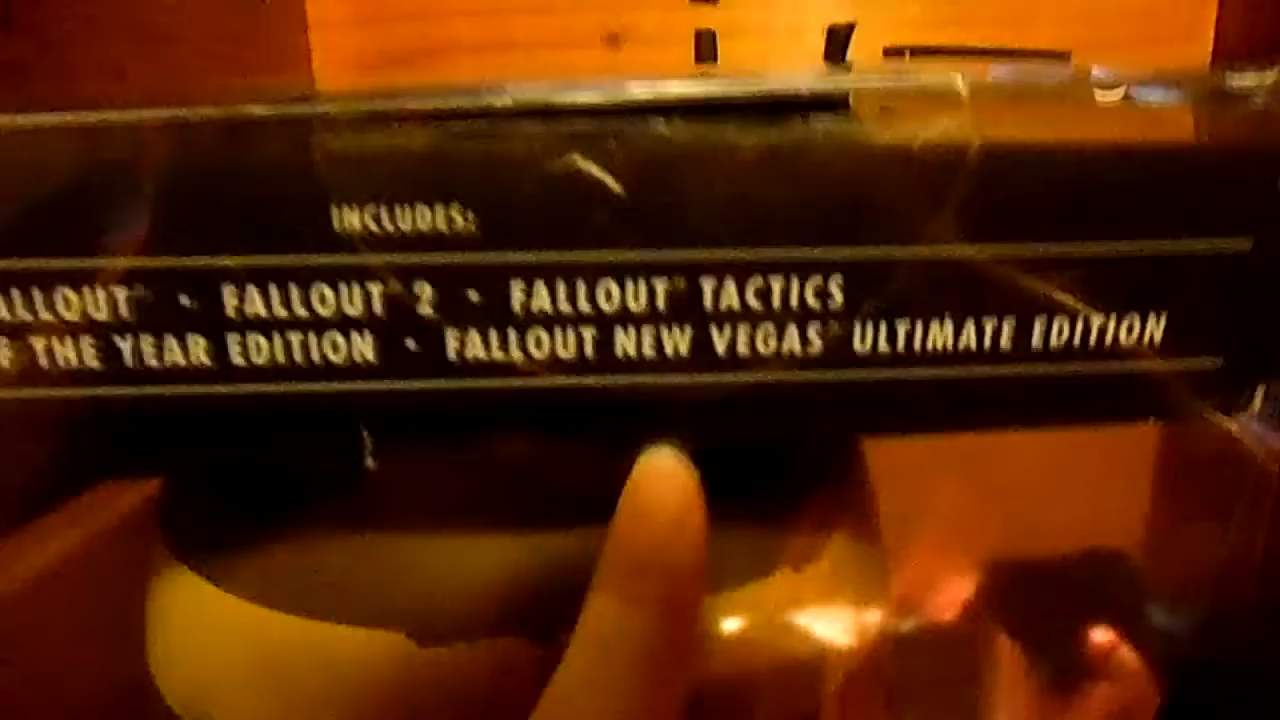 INCLUDES:
ALLOUT • FALLOUT 2 • FALLOUT TACTICS
F THE YEAR EDITION • FALLOUT NEW VEGAS ULTIMATE EDITION